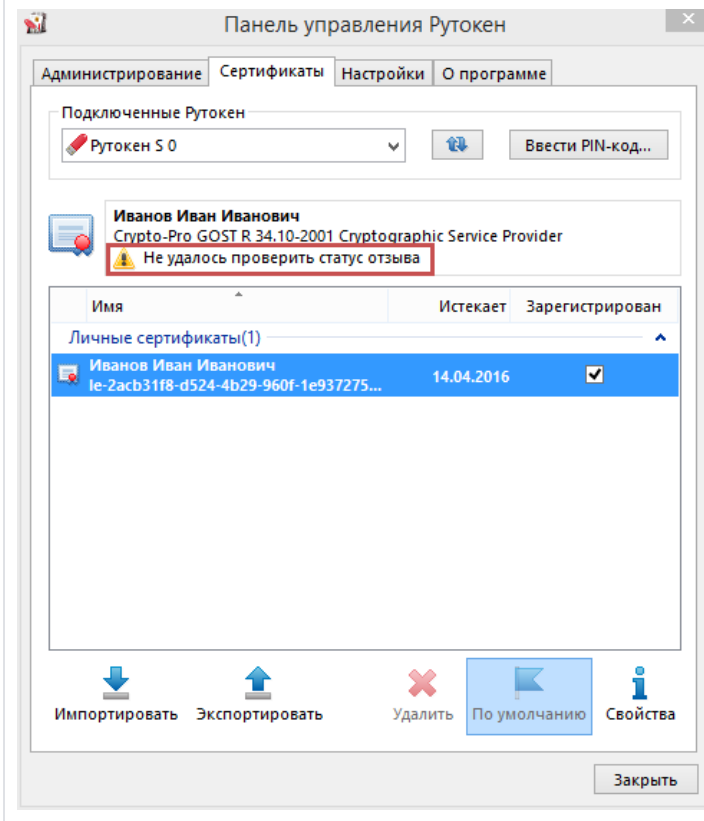 Панель управления Рутокен
Администрирование Сертификаты Настройки О программе
Подключенные Рутокен
Рутокен S 0 Ввести PIN-код...
Иванов Иван Иванович
Crypto-Pro GOST R 34.10-2001 Cryptographic Service Provider
Не удалось проверить статус отзыва
Имя Истекает Зарегистрирован
Личные сертификаты(1)
Иванов Иван Иванович
le-2acb31f8-d524-4b29-960f-1e937275... 14.04.2016
Импортировать Экспортировать Удалить По умолчанию Свойства
Закрыть